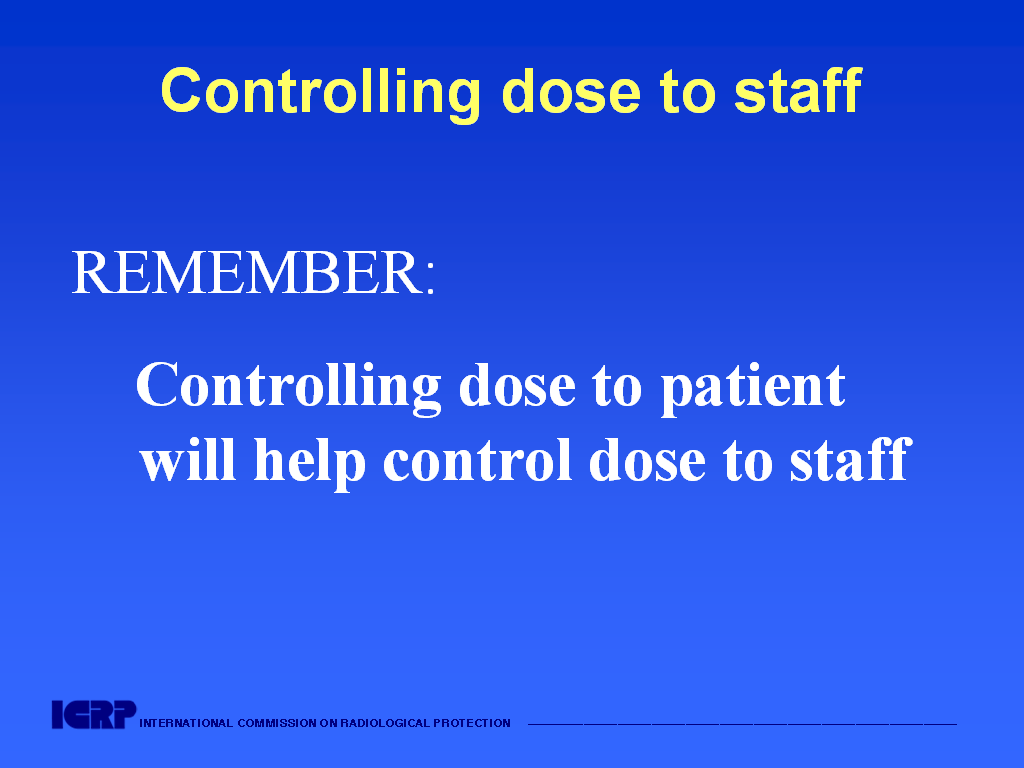 Controlling dose to staff
REMEMBER:
Controlling dose to patient
will help control dose to staff
ICRP INTERNATIONAL COMMISSION ON RADIOLOGICAL PROTECTION